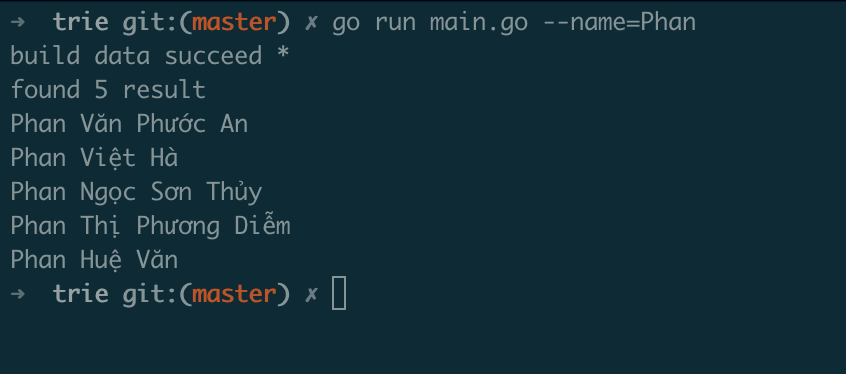 → trie git:(master) ✗ go run main.go --name=Phan
build data succeed *
found 5 result
Phan Văn Phước An
Phan Việt Hà
Phan Ngọc Sơn Thủy
Phan Thị Phương Diễm
Phan Huệ Văn
→ trie git:(master) ✗